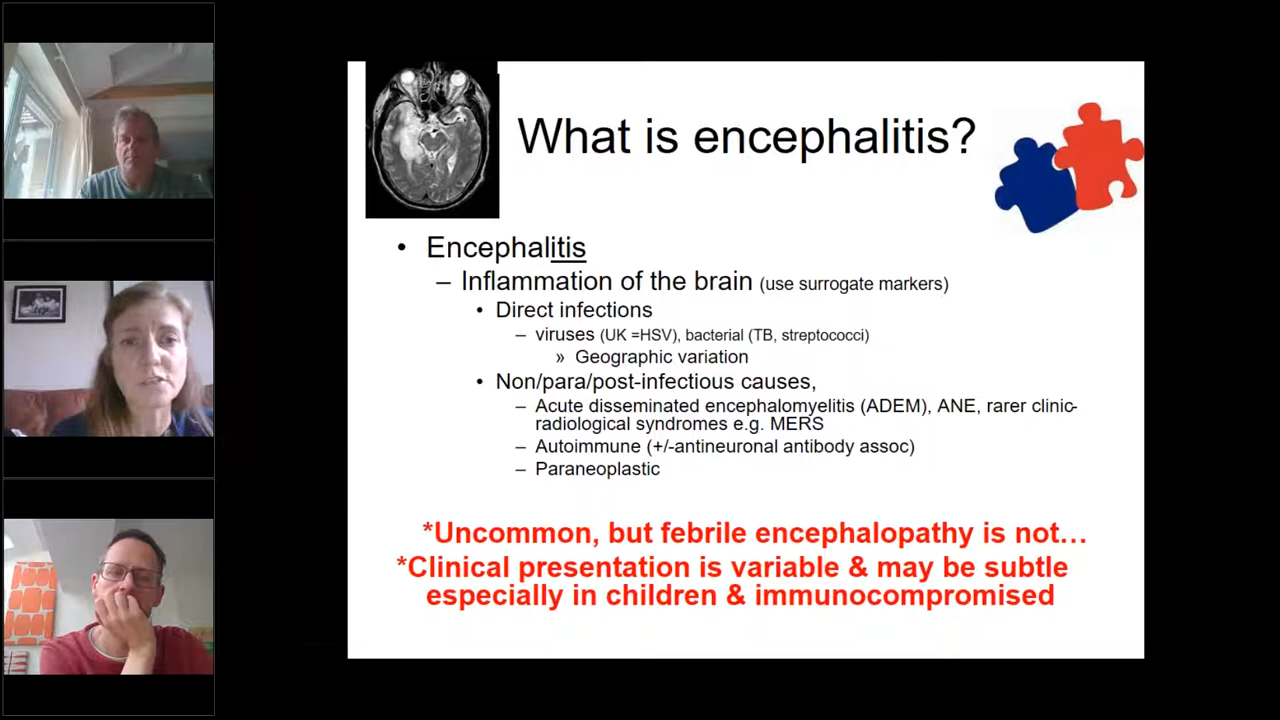 What is encephalitis?
• Encephalitis
– Inflammation of the brain (use surrogate markers)
• Direct infections
– viruses (UK =HSV), bacterial (TB, streptococci)
» Geographic variation
• Non/para/post-infectious causes,
– Acute disseminated encephalomyelitis (ADEM), ANE, rarer clinic-
radiological syndromes e.g. MERS
– Autoimmune (+/-antineuronal antibody assoc)
– Paraneoplastic
*Uncommon, but febrile encephalopathy is not…
*Clinical presentation is variable & may be subtle
especially in children & immunocompromised